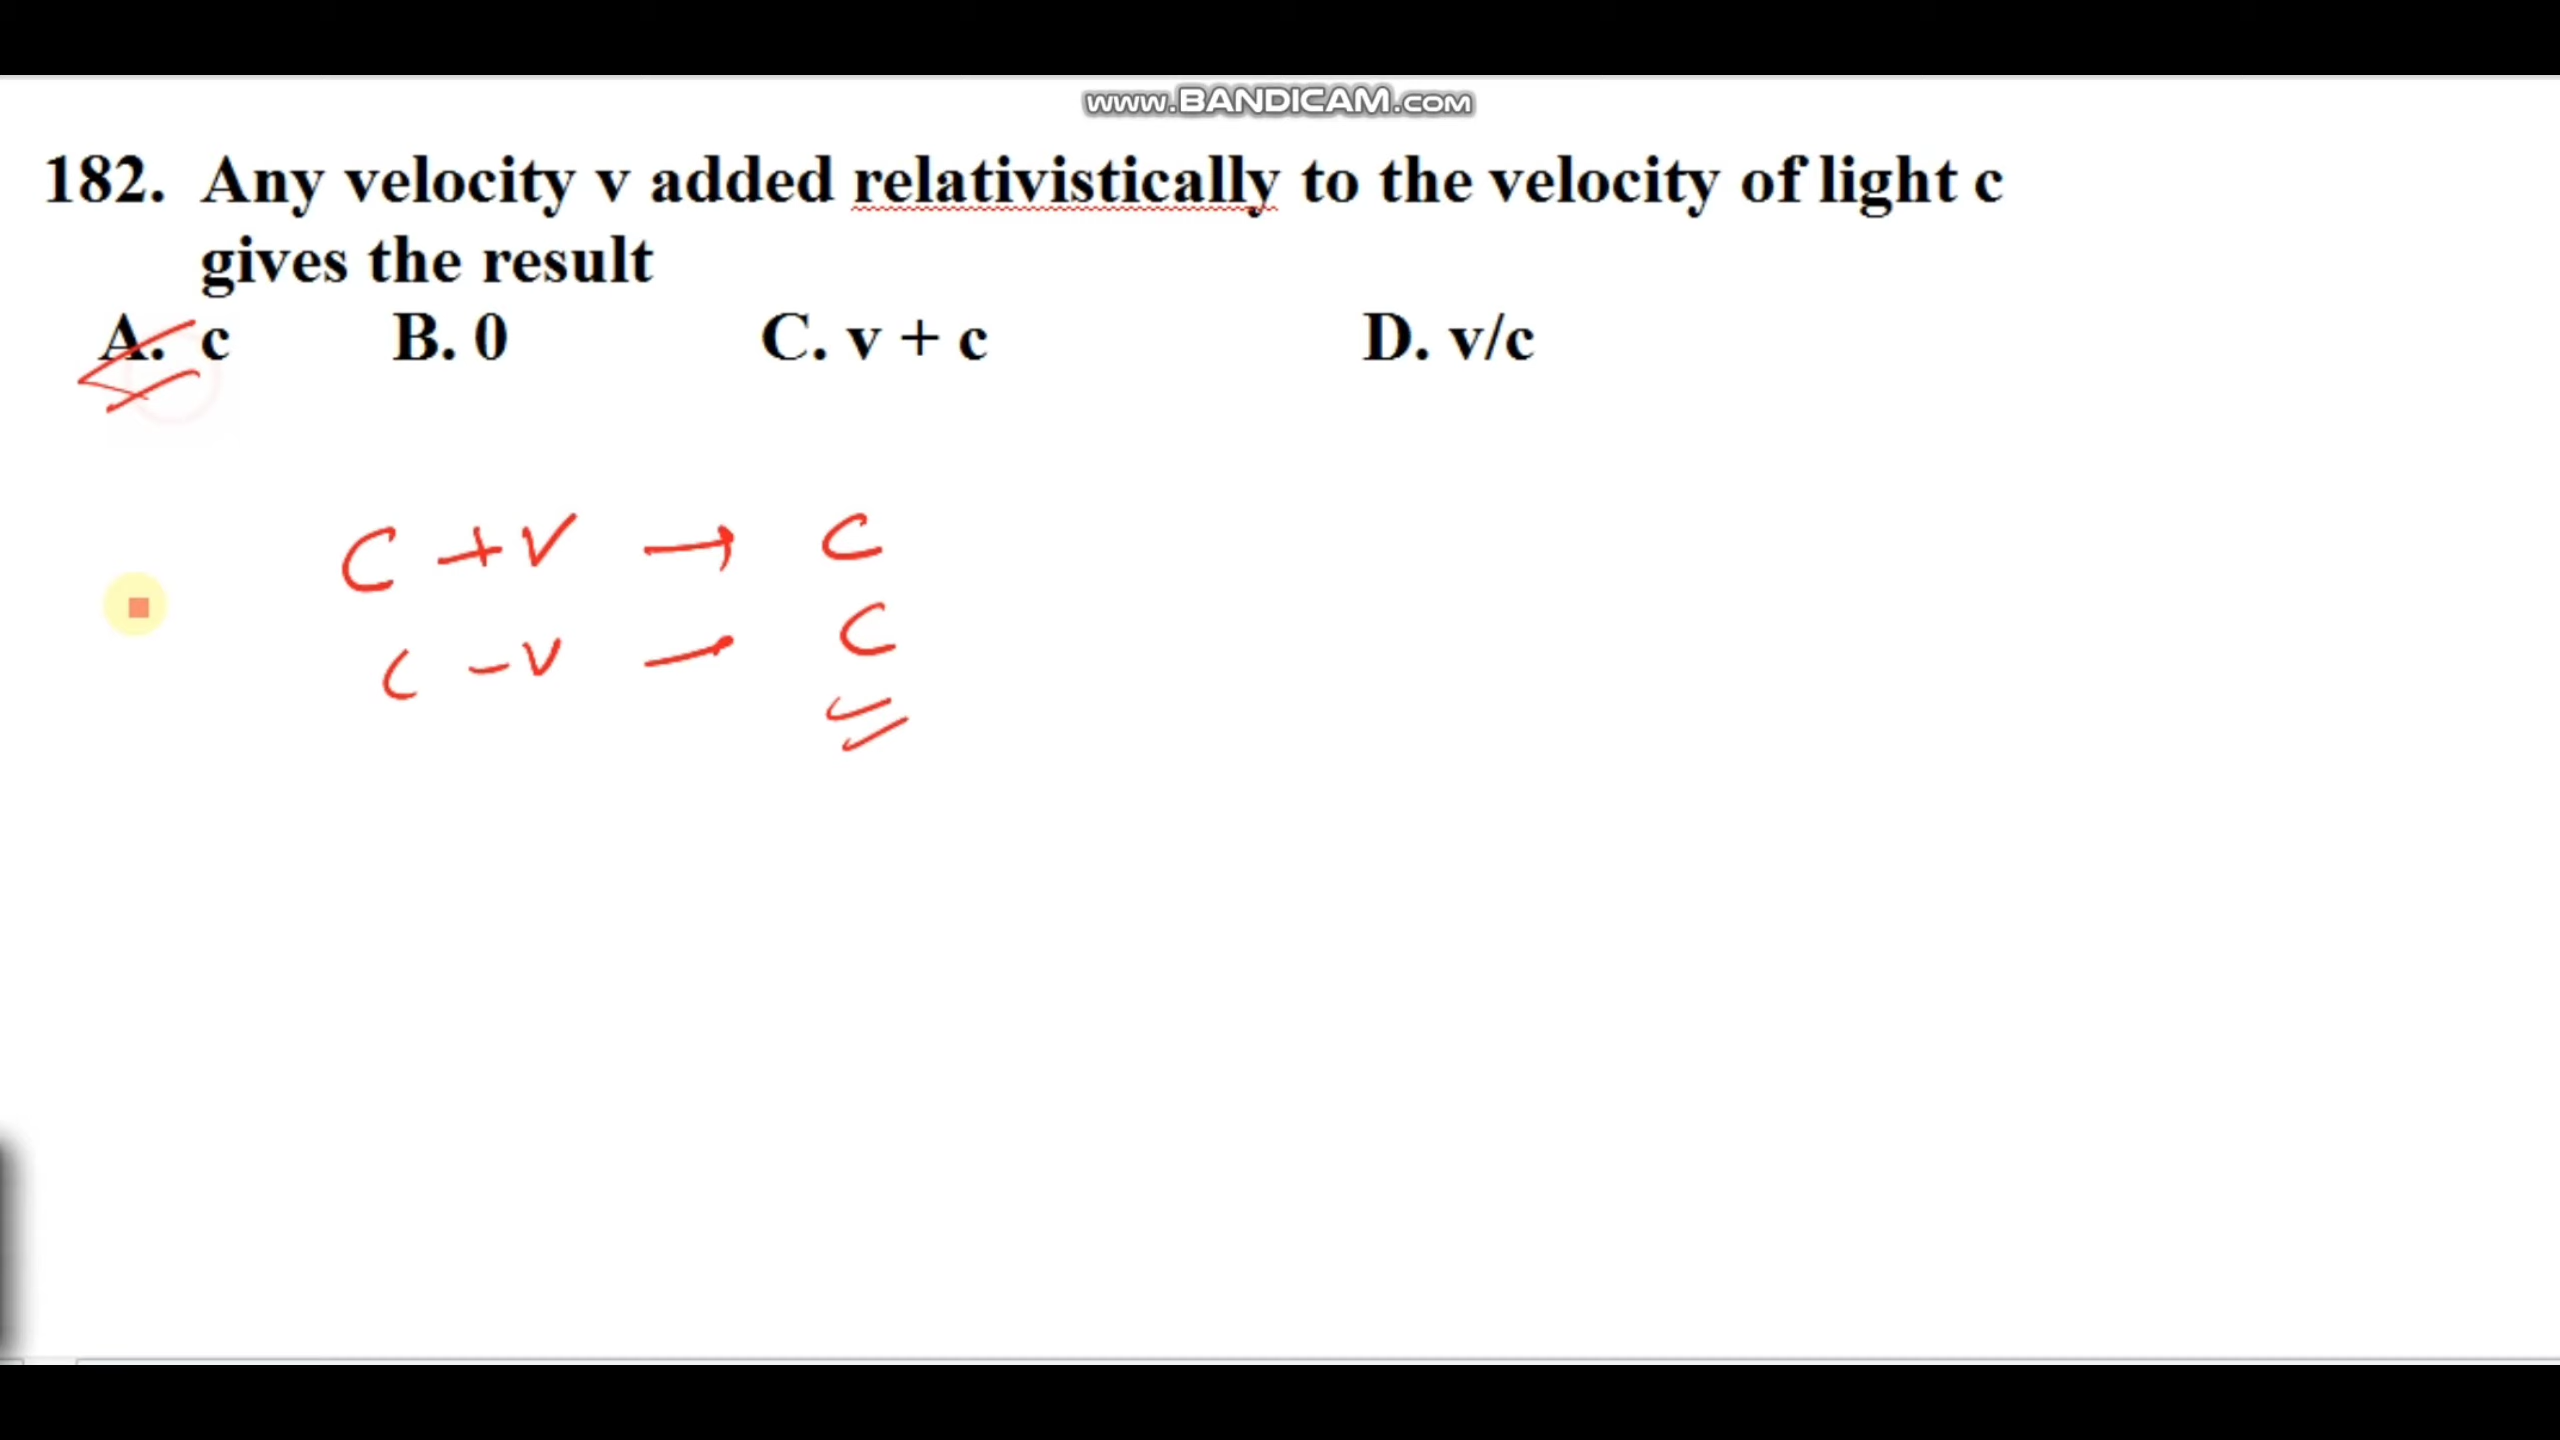 www.BANDICAM.com
182. Any velocity v added relativistically to the velocity of light c
gives the result
A. c B. 0 C. v + c D. v/c
C + V → C
C - V → C